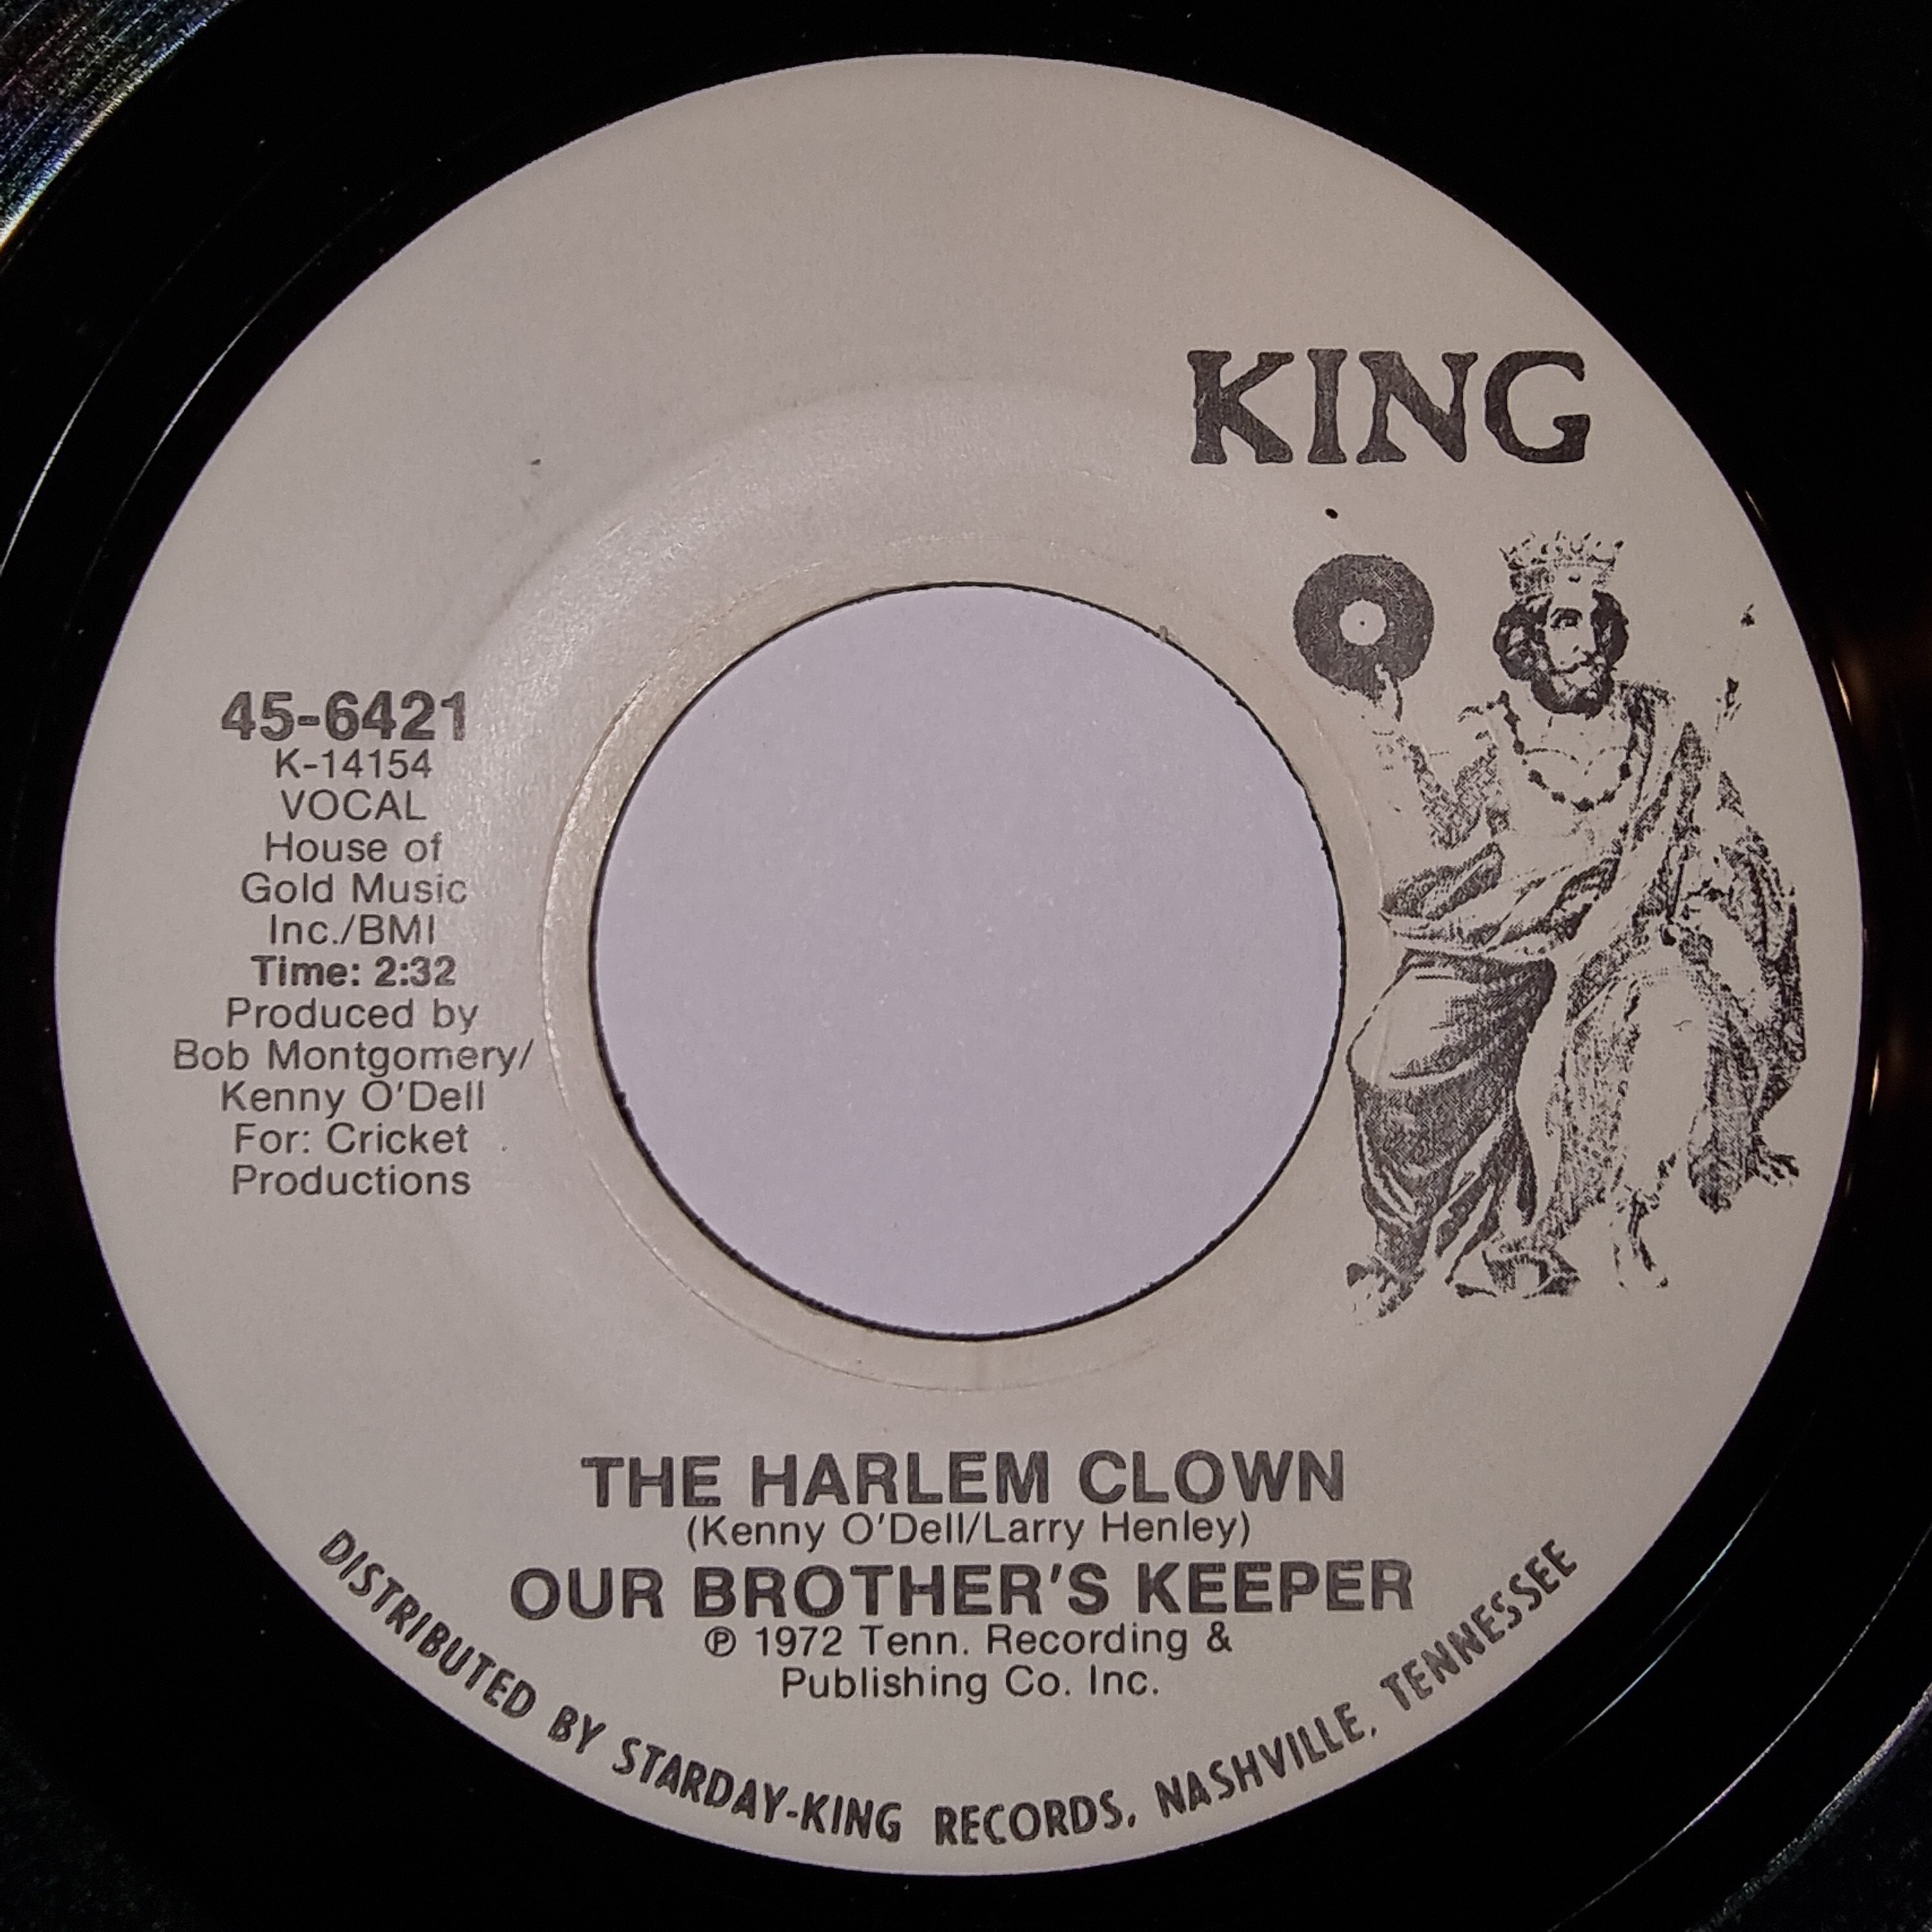 KING
45-6421
K-14154
VOCAL
House of
Gold Music
Inc./BMI
Time: 2:32
Produced by
Bob Montgomery/
Kenny O'Dell
For: Cricket
Productions
THE HARLEM CLOWN
(Kenny O'Dell/Larry Henley)
OUR BROTHER'S KEEPER
℗ 1972 Tenn. Recording &
Publishing Co. Inc.
DISTRIBUTED BY STARDAY-KING RECORDS, NASHVILLE, TENNESSEE